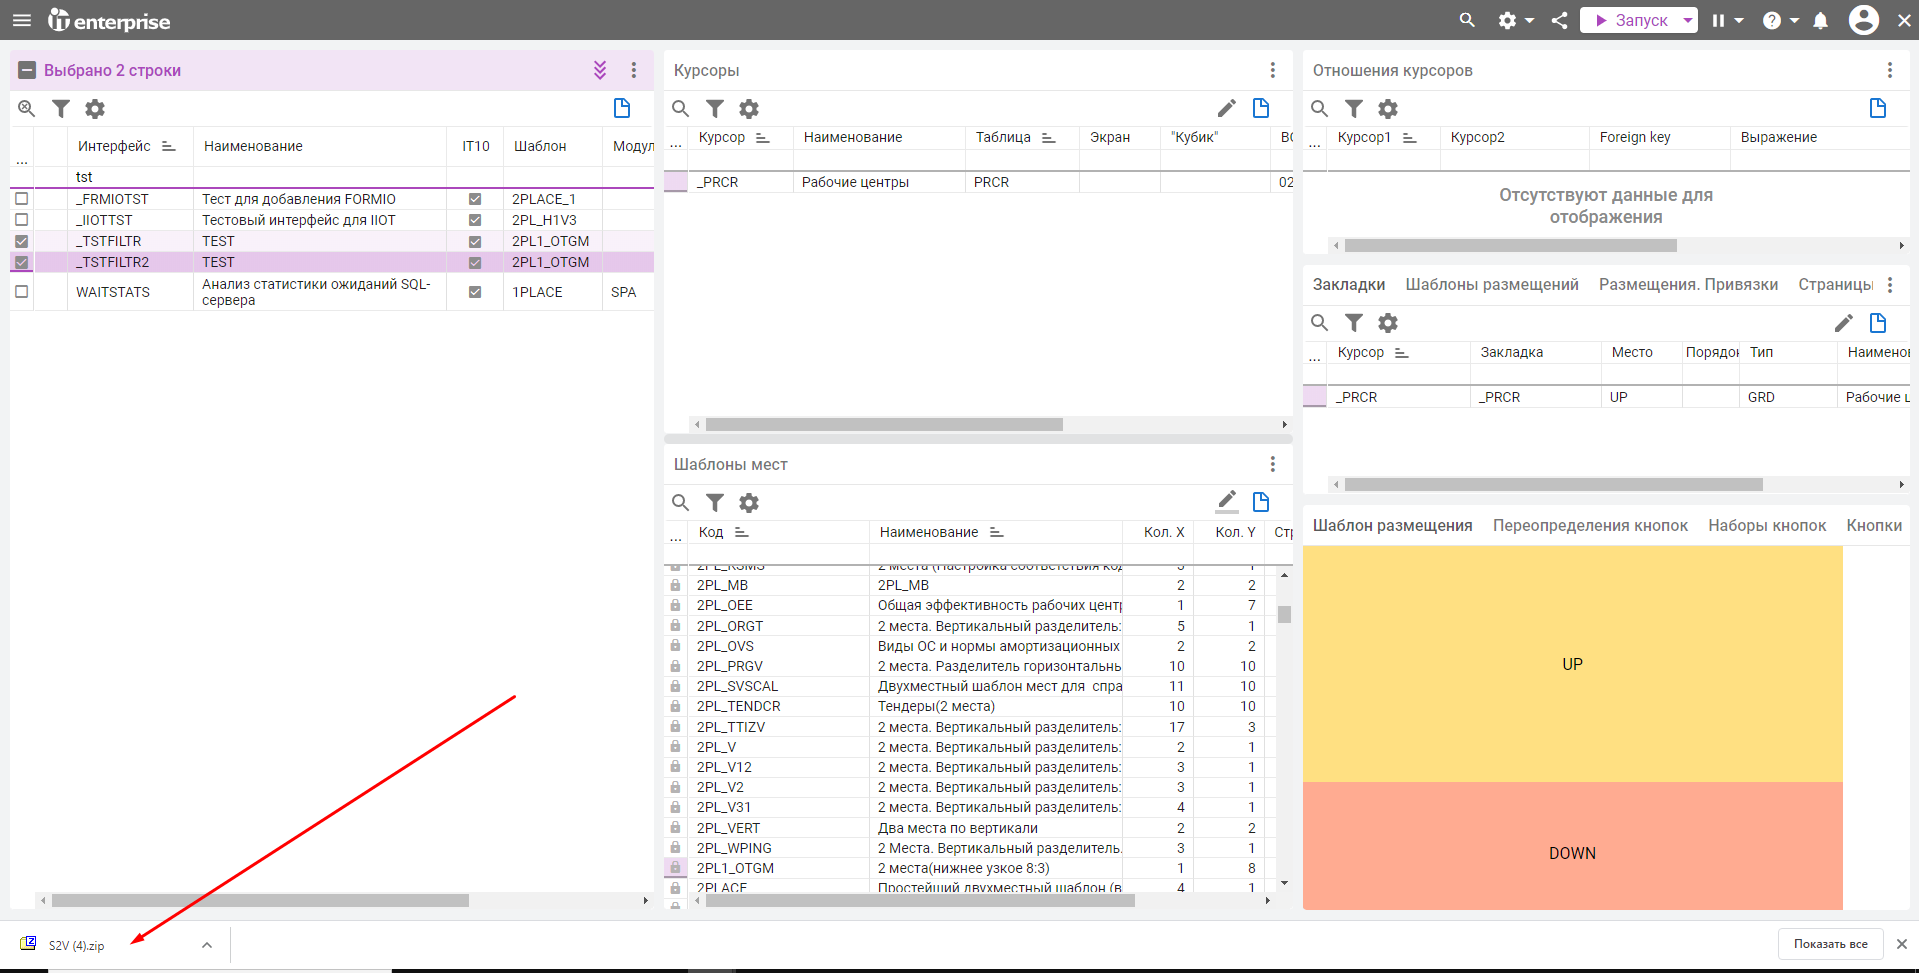 it enterprise
Запуск
Выбрано 2 строки
... Интерфейс Наименование IT10 Шаблон Модул
tst
_FRMIOTST Тест для добавления FORMIO 2PLACE_1
_IIOTTST Тестовый интерфейс для IIOT 2PL_H1V3
_TSTFILTR TEST 2PL1_OTGM
_TSTFILTR2 TEST 2PL1_OTGM
WAITSTATS Анализ статистики ожиданий SQL-сервера 1PLACE SPA
Курсоры
... Курсор Наименование Таблица Экран "Кубик"
_PRCR Рабочие центры PRCR 02
Шаблоны мест
... Код Наименование Кол. X Кол. Y Стр
2PL_MB 2PL_MB 2 2
2PL_OEE Общая эффективность рабочих центр 1 7
2PL_ORGT 2 места. Вертикальный разделитель: 5 1
2PL_OVS Виды ОС и нормы амортизационных 2 2
2PL_PRGV 2 места. Разделитель горизонтальнь 10 10
2PL_SVSCAL Двухместный шаблон мест для спра 11 10
2PL_TENDCR Тендеры(2 места) 10 10
2PL_TTIZV 2 места. Вертикальный разделитель: 17 3
2PL_V 2 места. Вертикальный разделитель: 2 1
2PL_V12 2 места. Вертикальный разделитель: 3 1
2PL_V2 2 места. Вертикальный разделитель: 3 1
2PL_V31 2 места. Вертикальный разделитель: 4 1
2PL_VERT Два места по вертикали 2 2
2PL_WPING 2 Места. Вертикальный разделитель. 3 1
2PL1_OTGM 2 места(нижнее узкое 8:3) 1 8
2PLACE Простейший двухместный шаблон (в 4 1
Отношения курсоров
... Курсор1 Курсор2 Foreign key Выражение
Отсутствуют данные для
отображения
Закладки Шаблоны размещений Размещения. Привязки Страницы
... Курсор Закладка Место Порядок Тип Наименов
_PRCR _PRCR UP GRD Рабочие ц
Шаблон размещения Переопределения кнопок Наборы кнопок Кнопки
UP
DOWN
S2V (4).zip
Показать все